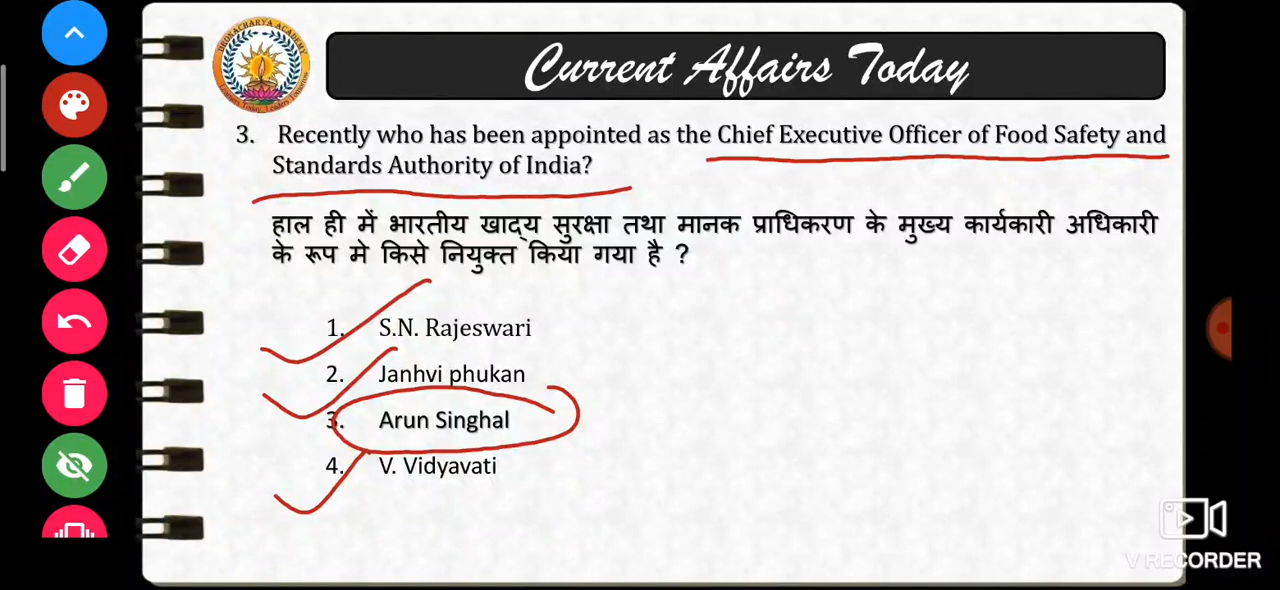 DRONACHARYA ACADEMY
Current Affairs Today
3. Recently who has been appointed as the Chief Executive Officer of Food Safety and
Standards Authority of India?
हाल ही में भारतीय खाद्य सुरक्षा तथा मानक प्राधिकरण के मुख्य कार्यकारी अधिकारी
के रूप मे किसे नियुक्त किया गया है ?
1. S.N. Rajeswari
2. Janhvi phukan
3. Arun Singhal
4. V. Vidyavati
V RECORDER